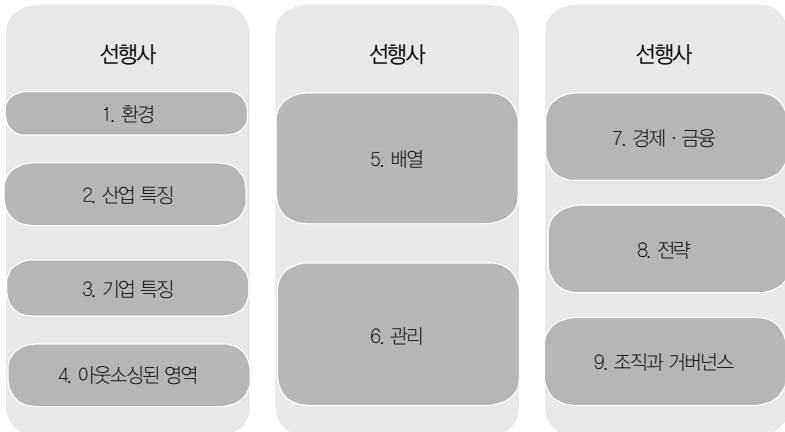 선행사
1. 환경
2. 산업 특징
3. 기업 특징
4. 아웃소싱된 영역
선행사
5. 배열
6. 관리
선행사
7. 경제 · 금융
8. 전략
9. 조직과 거버넌스